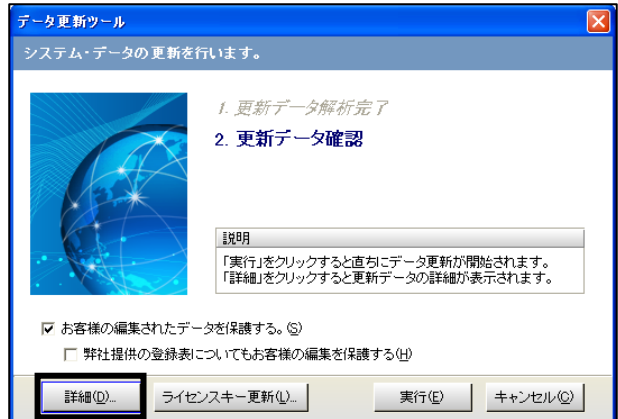 データ更新ツール
システム・データの更新を行います。
1. 更新データ解析完了
2. 更新データ確認
説明
「実行」をクリックすると直ちにデータ更新が開始されます。
「詳細」をクリックすると更新データの詳細が表示されます。
お客様の編集されたデータを保護する。(S)
弊社提供の登録表についてもお客様の編集を保護する(H)
詳細(D)... ライセンスキー更新(L)... 実行(E) キャンセル(C)